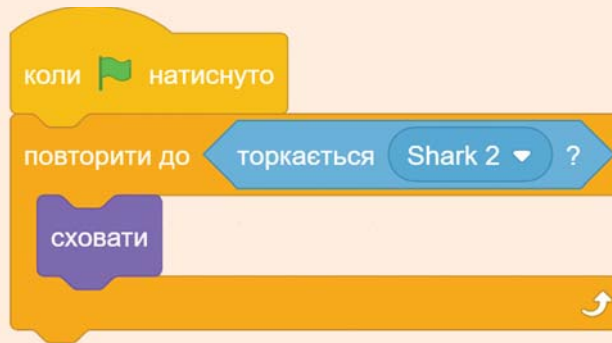 коли натиснуто
повторити до торкається Shark 2 ?
сховати